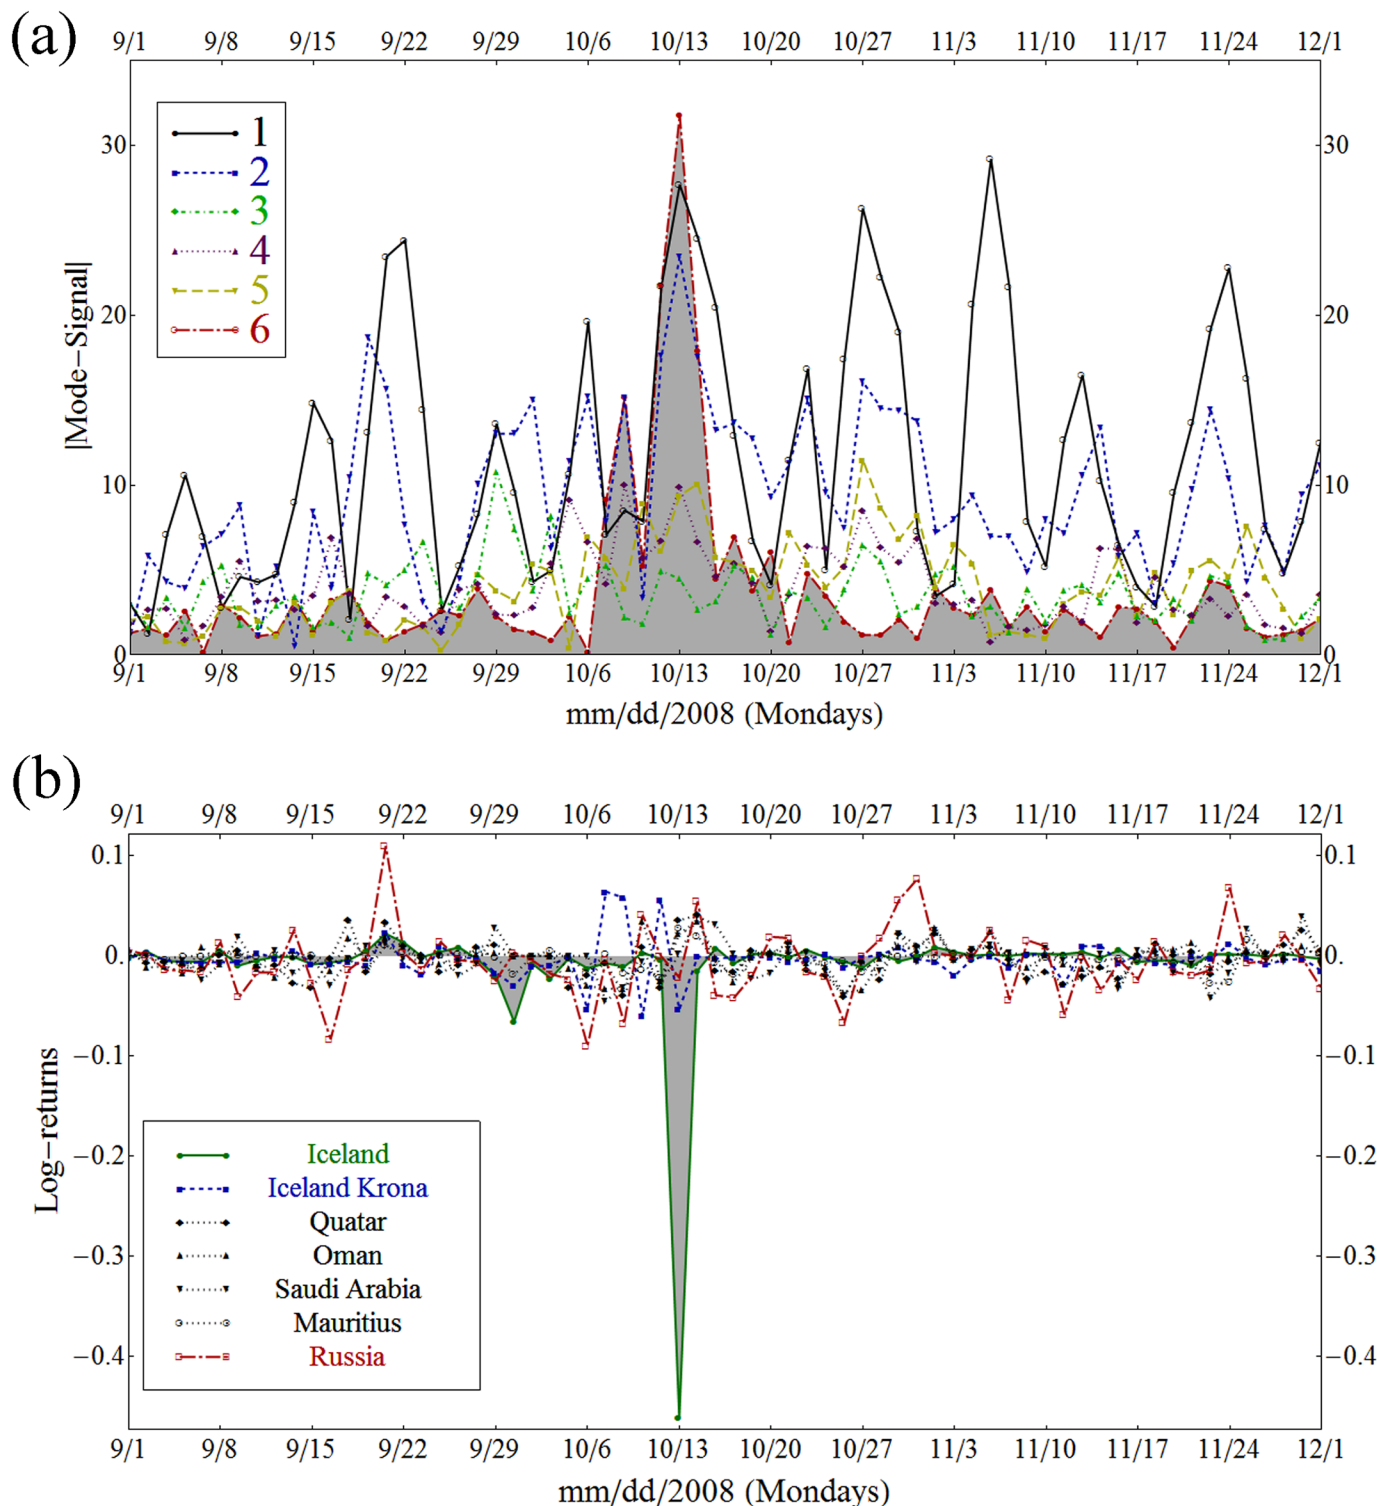 (a)
9/1 9/8 9/15 9/22 9/29 10/6 10/13 10/20 10/27 11/3 11/10 11/17 11/24 12/1
1
2
3
4
5
6
|Mode−Signal|
30 30
20 20
10 10
0 0
9/1 9/8 9/15 9/22 9/29 10/6 10/13 10/20 10/27 11/3 11/10 11/17 11/24 12/1
mm/dd/2008 (Mondays)
(b)
9/1 9/8 9/15 9/22 9/29 10/6 10/13 10/20 10/27 11/3 11/10 11/17 11/24 12/1
0.1 0.1
0. 0.
−0.1 −0.1
−0.2 −0.2
−0.3 −0.3
−0.4 −0.4
Log−returns
Iceland
Iceland Krona
Quatar
Oman
Saudi Arabia
Mauritius
Russia
9/1 9/8 9/15 9/22 9/29 10/6 10/13 10/20 10/27 11/3 11/10 11/17 11/24 12/1
mm/dd/2008 (Mondays)